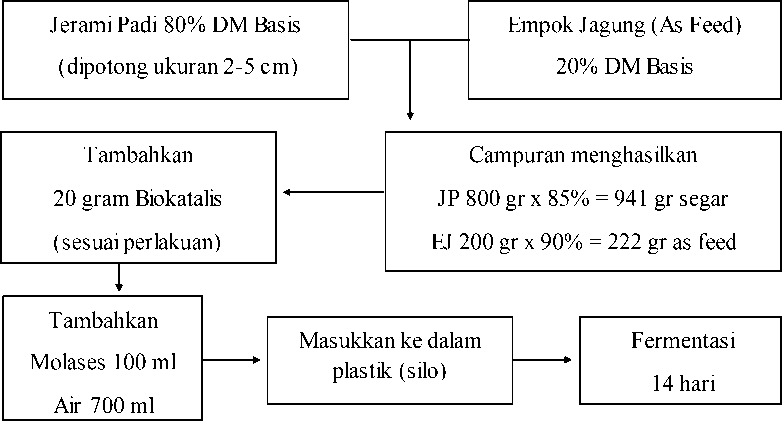 Jerami Padi 80% DM Basis
(dipotong ukuran 2-5 cm)
Empok Jagung (As Feed)
20% DM Basis
Campuran menghasilkan
JP 800 gr x 85% = 941 gr segar
EJ 200 gr x 90% = 222 gr as feed
Tambahkan
20 gram Biokatalis
(sesuai perlakuan)
Tambahkan
Molases 100 ml
Air 700 ml
Masukkan ke dalam
plastik (silo)
Fermentasi
14 hari